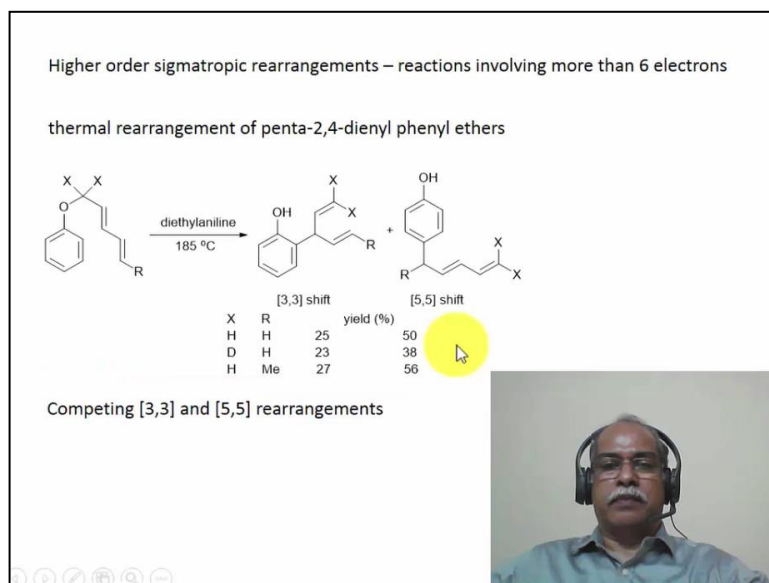 Higher order sigmatropic rearrangements – reactions involving more than 6 electrons
thermal rearrangement of penta-2,4-dienyl phenyl ethers
X X
O
R
diethylaniline
185 °C
OH
X
X
R
+
OH
R
X
X
[3,3] shift [5,5] shift
X R yield (%)
H H 25 50
D H 23 38
H Me 27 56
Competing [3,3] and [5,5] rearrangements